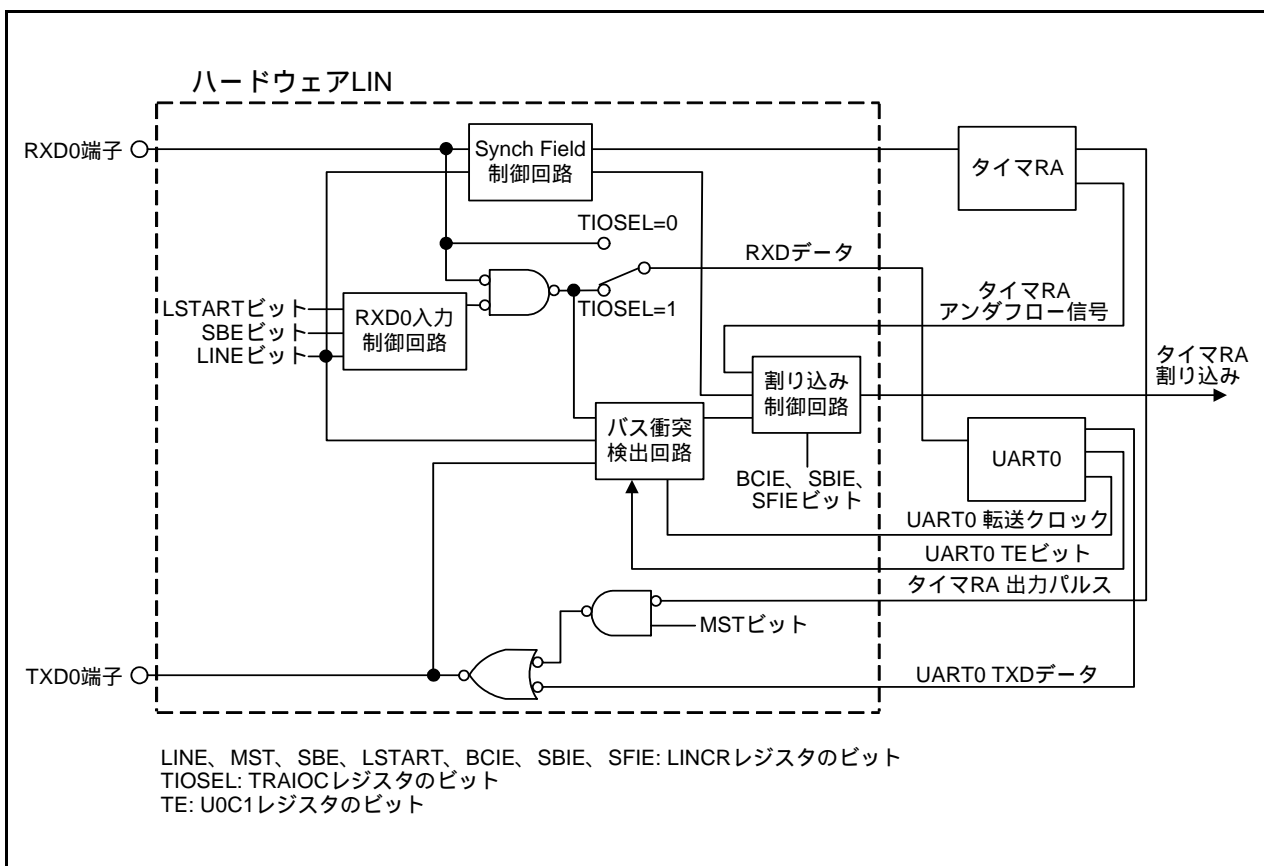 ハードウェアLIN
RXD0端子
Synch Field
制御回路
タイマRA
TIOSEL=0
RXDデータ
LSTARTビット
SBEビット
LINEビット
RXD0入力
制御回路
TIOSEL=1
タイマRA
アンダフロー信号
タイマRA
割り込み
割り込み
制御回路
バス衝突
検出回路
UART0
BCIE、SBIE、
SFIEビット
UART0 転送クロック
UART0 TEビット
タイマRA 出力パルス
MSTビット
TXD0端子
UART0 TXDデータ
LINE、MST、SBE、LSTART、BCIE、SBIE、SFIE: LINCRレジスタのビット
TIOSEL: TRAIOCレジスタのビット
TE: U0C1レジスタのビット